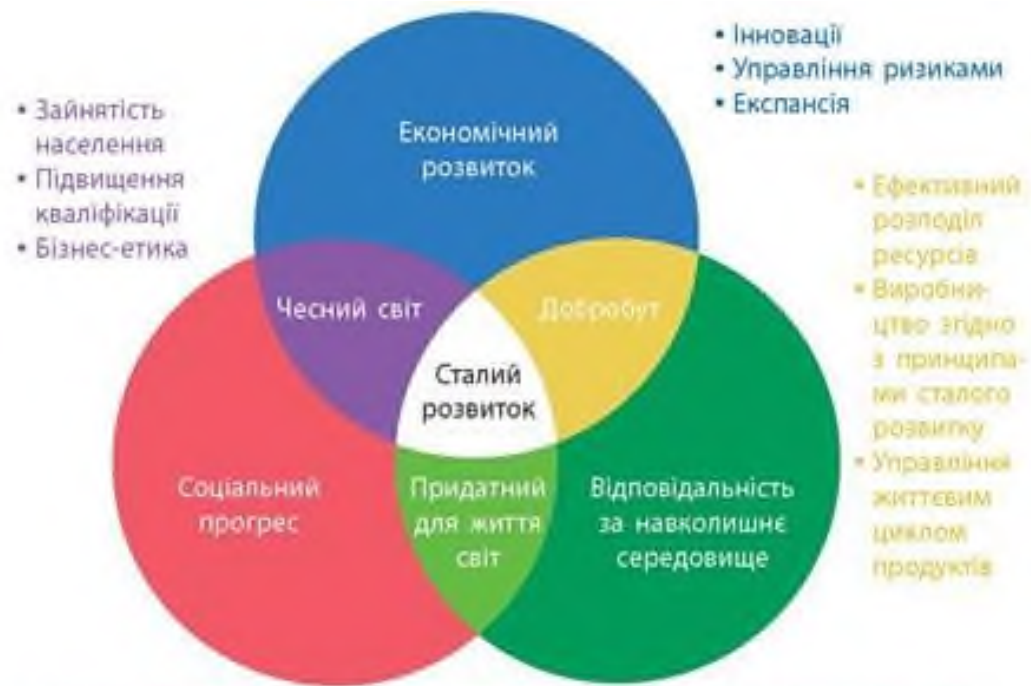 • Інновації
• Управління ризиками
• Експансія
• Зайнятість
населення
• Підвищення
кваліфікації
• Бізнес-етика
Економічний
розвиток
• Ефективний
розподіл
ресурсів
• Виробни-
цтво згідно
з принципа-
ми сталого
розвитку
• Управління
життєвим
циклом
продуктів
Чесний світ
Добробут
Сталий
розвиток
Соціальний
прогрес
Придатний
для життя
світ
Відповідальність
за навколишнє
середовище